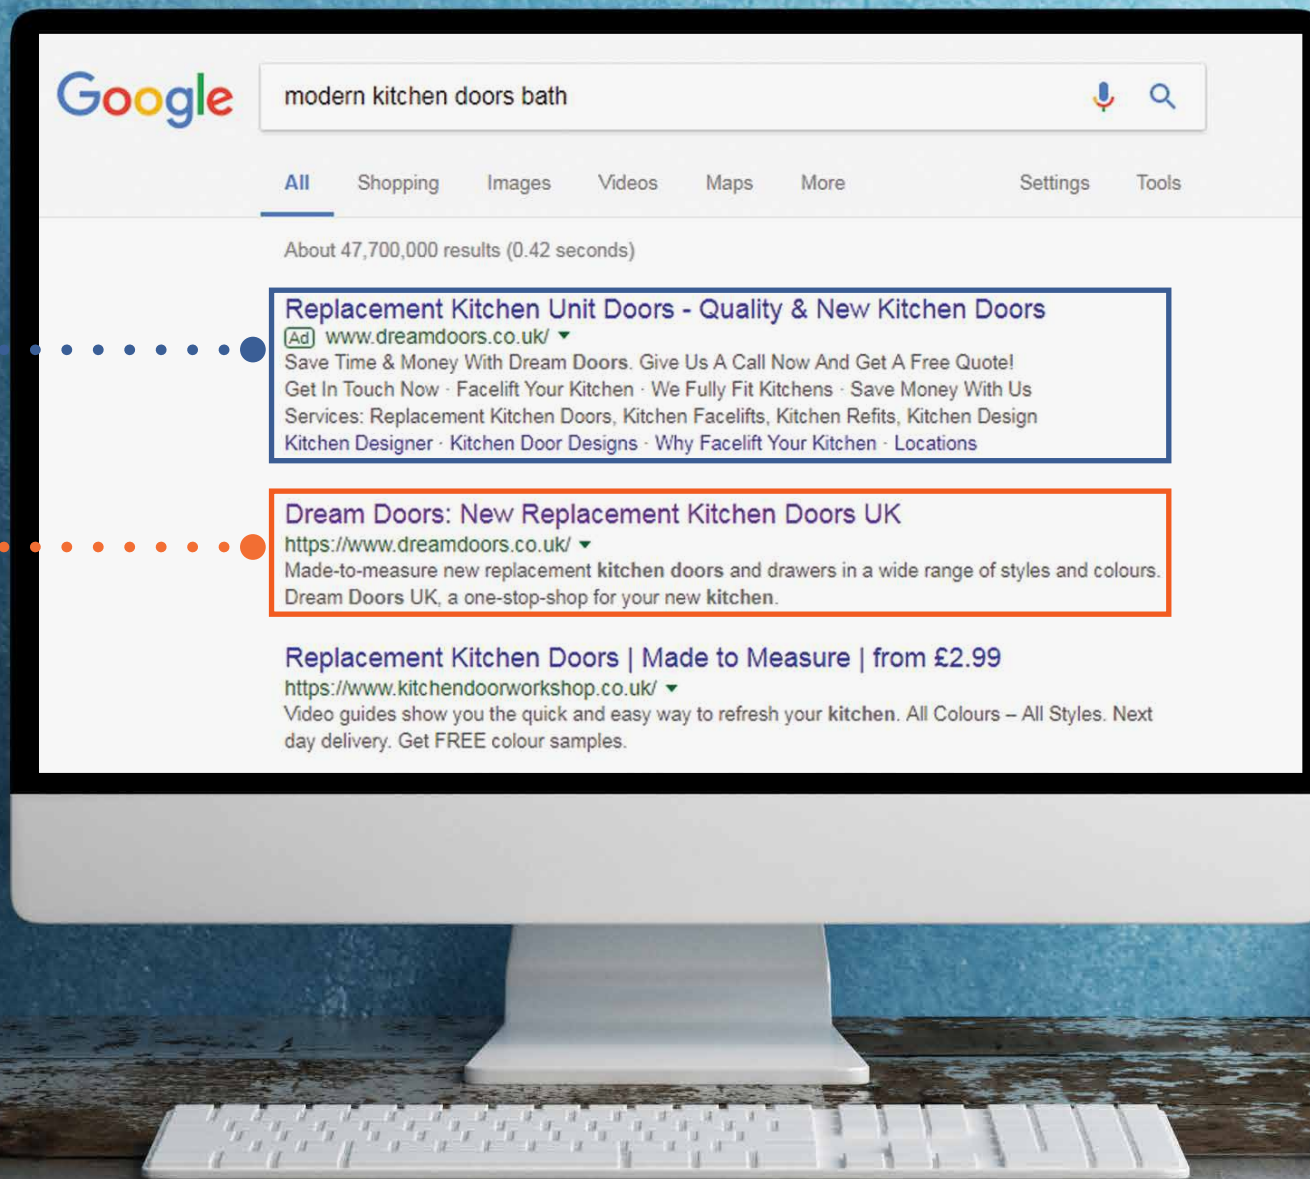 Google
modern kitchen doors bath
All Shopping Images Videos Maps More Settings Tools
About 47,700,000 results (0.42 seconds)
Replacement Kitchen Unit Doors - Quality & New Kitchen Doors
Ad www.dreamdoors.co.uk/
Save Time & Money With Dream Doors. Give Us A Call Now And Get A Free Quote!
Get In Touch Now · Facelift Your Kitchen · We Fully Fit Kitchens · Save Money With Us
Services: Replacement Kitchen Doors, Kitchen Facelifts, Kitchen Refits, Kitchen Design
Kitchen Designer · Kitchen Door Designs · Why Facelift Your Kitchen · Locations
Dream Doors: New Replacement Kitchen Doors UK
https://www.dreamdoors.co.uk/
Made-to-measure new replacement kitchen doors and drawers in a wide range of styles and colours.
Dream Doors UK, a one-stop-shop for your new kitchen.
Replacement Kitchen Doors | Made to Measure | from £2.99
https://www.kitchendoorworkshop.co.uk/
Video guides show you the quick and easy way to refresh your kitchen. All Colours – All Styles. Next
day delivery. Get FREE colour samples.